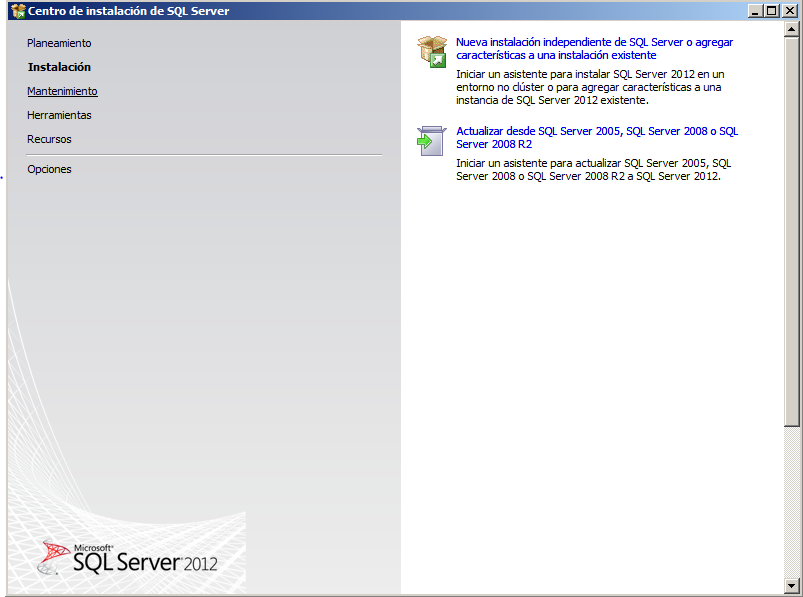 Centro de instalación de SQL Server
Planeamiento
Instalación
Mantenimiento
Herramientas
Recursos
Opciones
Nueva instalación independiente de SQL Server o agregar
características a una instalación existente
Iniciar un asistente para instalar SQL Server 2012 en un
entorno no clúster o para agregar características a una
instancia de SQL Server 2012 existente.
Actualizar desde SQL Server 2005, SQL Server 2008 o SQL
Server 2008 R2
Iniciar un asistente para actualizar SQL Server 2005, SQL
Server 2008 o SQL Server 2008 R2 a SQL Server 2012.
Microsoft®
SQL Server 2012